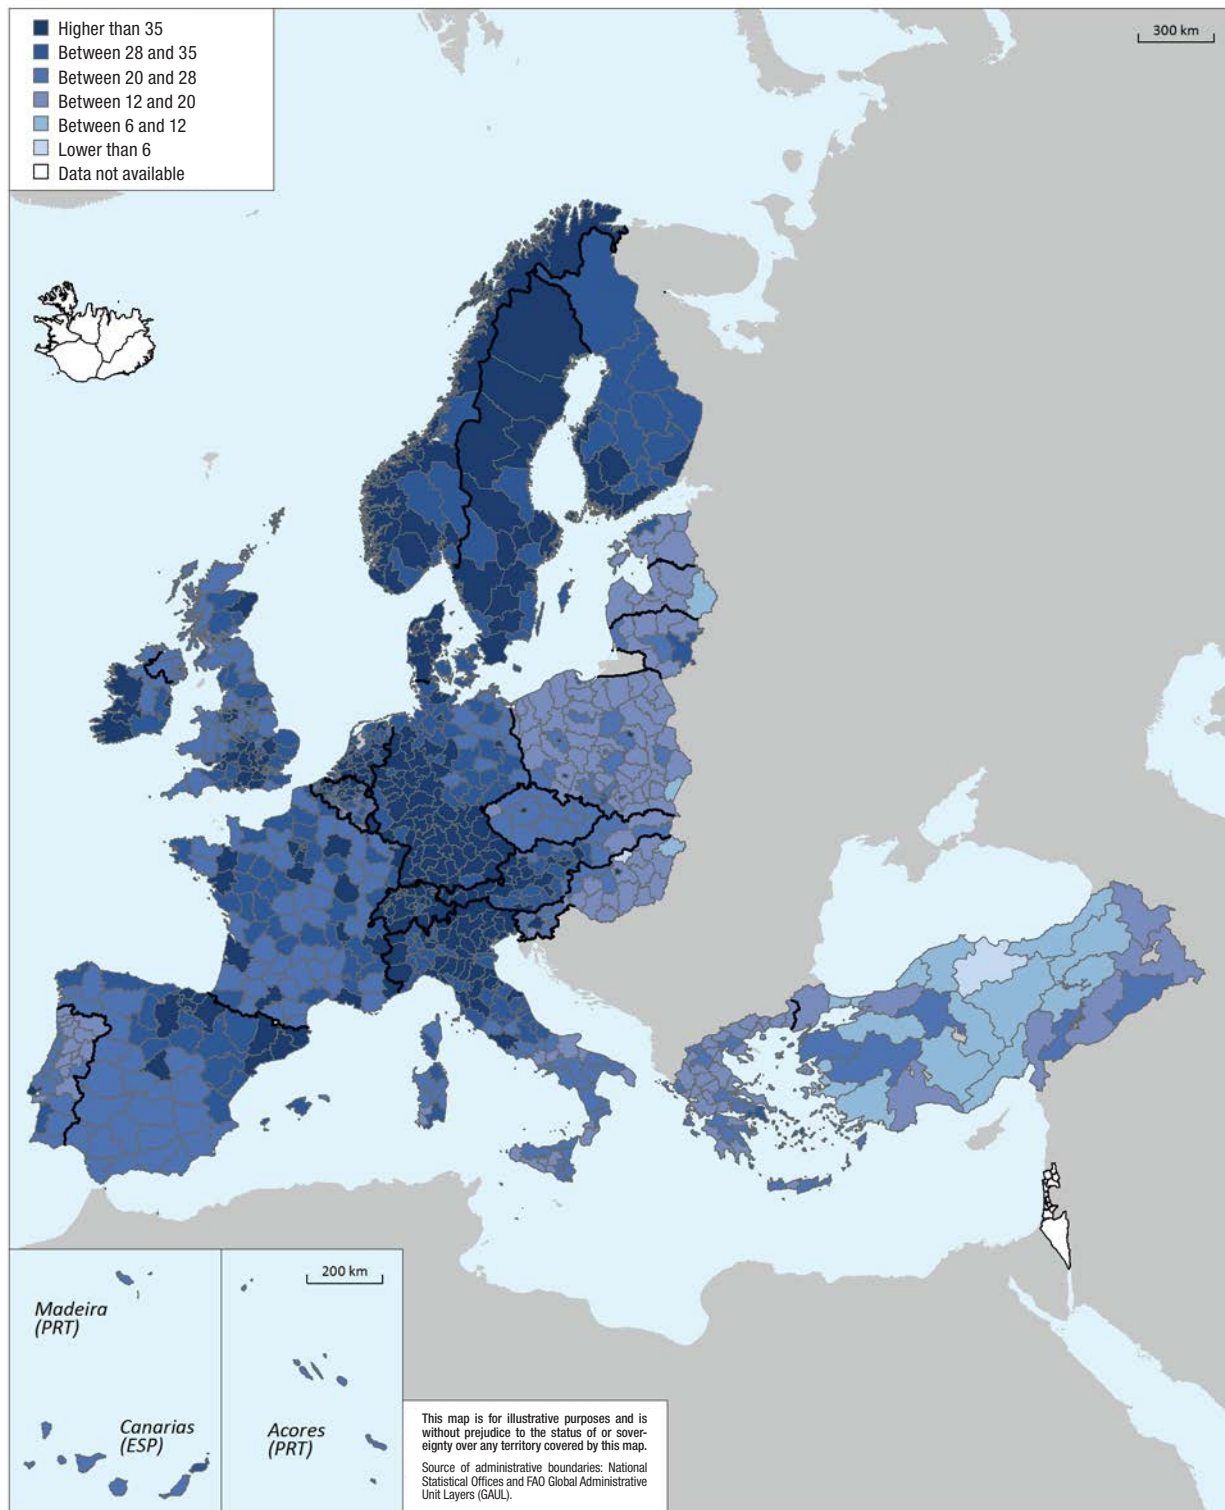 Higher than 35
Between 28 and 35
Between 20 and 28
Between 12 and 20
Between 6 and 12
Lower than 6
Data not available
300 km
200 km
Madeira
(PRT)
Canarias
(ESP)
Acores
(PRT)
This map is for illustrative purposes and is
without prejudice to the status of or sover-
eignty over any territory covered by this map.
Source of administrative boundaries: National
Statistical Offices and FAO Global Administrative
Unit Layers (GAUL).